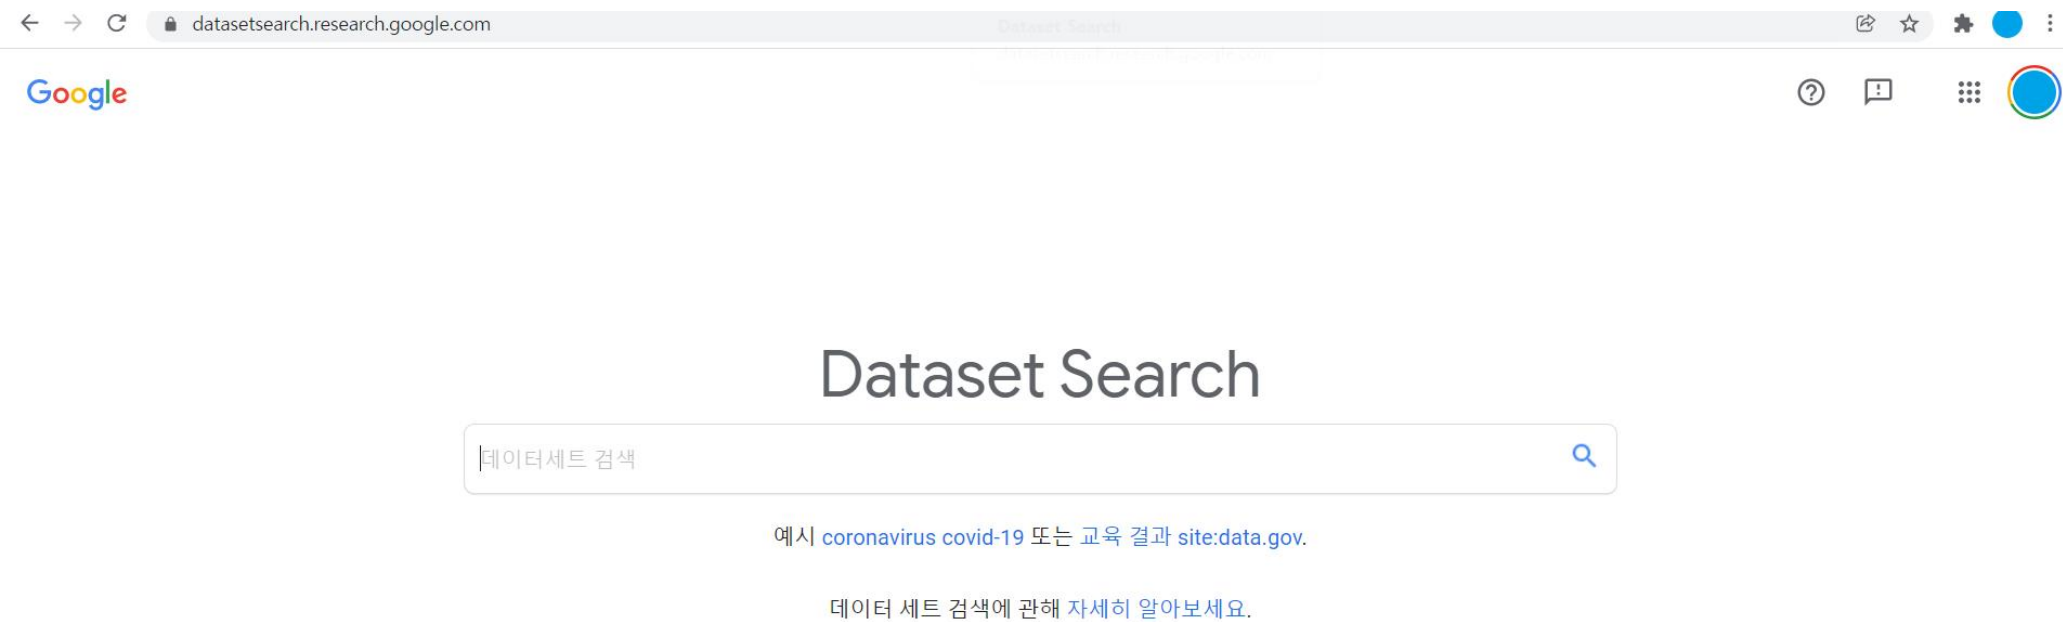 datasetsearch.research.google.com
Dataset Search
Google
Dataset Search
데이터세트 검색
예시 coronavirus covid-19 또는 교육 결과 site:data.gov.
데이터 세트 검색에 관해 자세히 알아보세요.